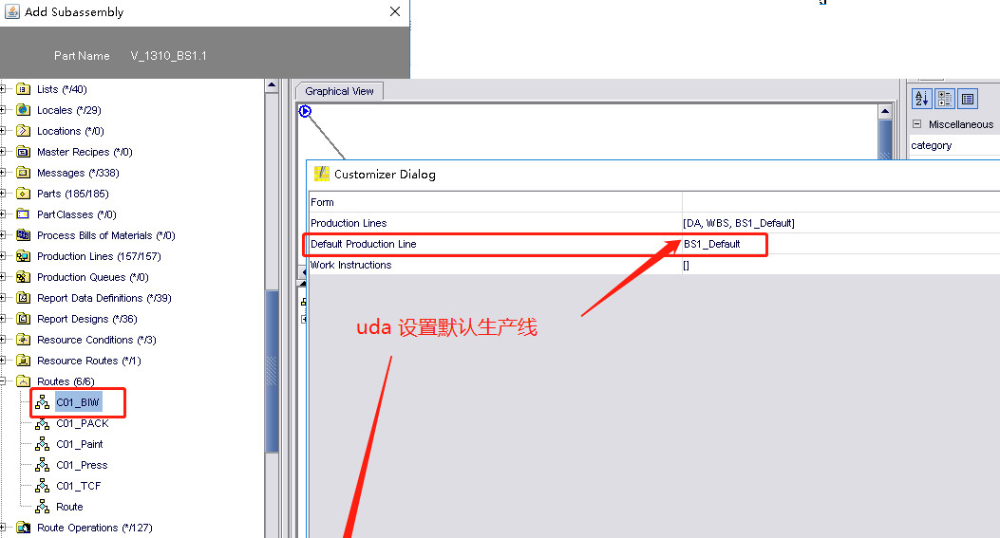 Add Subassembly
Part Name V_1310_BS1.1
Lists (*/40)
Locales (*/29)
Locations (*/0)
Master Recipes (*/0)
Messages (*/338)
Parts (185/185)
PartClasses (*/0)
Process Bills of Materials (*/0)
Production Lines (157/157)
Production Queues (*/0)
Report Data Definitions (*/39)
Report Designs (*/36)
Resource Conditions (*/3)
Resource Routes (*/1)
Routes (6/6)
C01_BIW
C01_PACK
C01_Paint
C01_Press
C01_TCF
Route
Route Operations (*/127)
Graphical View
Miscellaneous
category
Customizer Dialog
Form
Production Lines [DA, WBS, BS1_Default]
Default Production Line BS1_Default
Work Instructions []
uda 设置默认生产线